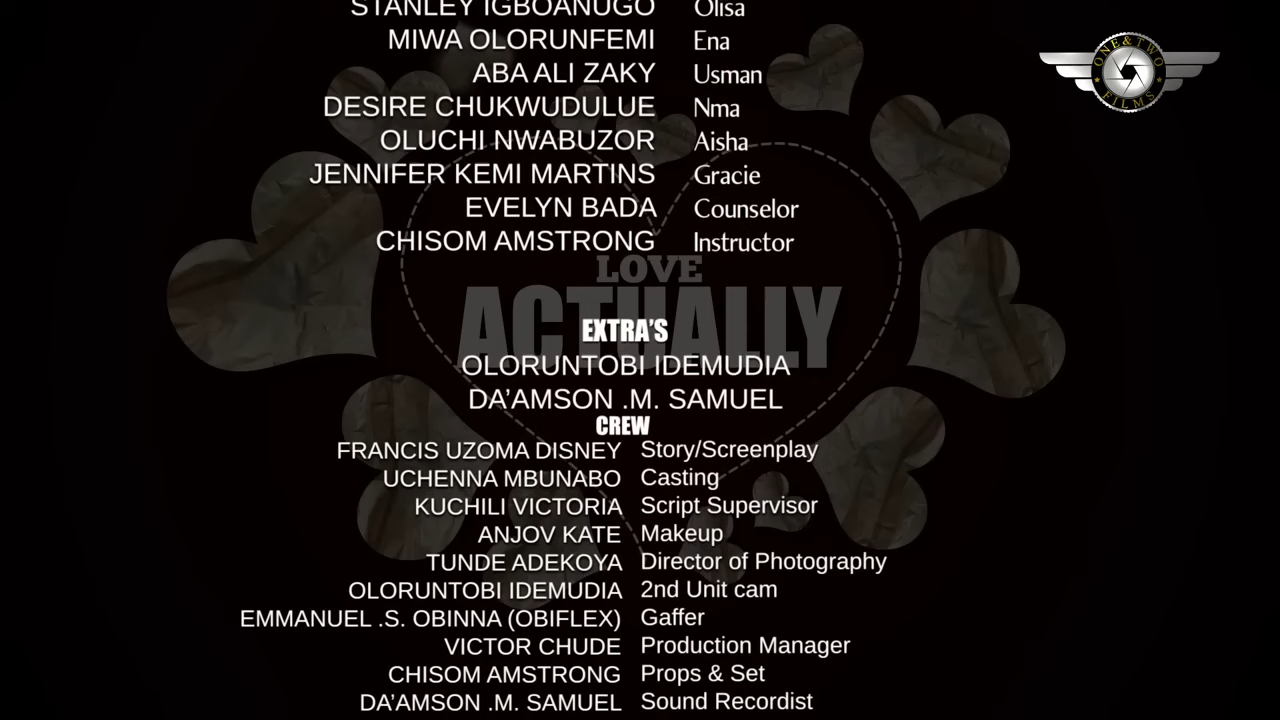 STANLEY IGBOANUGO Olisa
MIWA OLORUNFEMI Ena
ABA ALI ZAKY Usman
DESIRE CHUKWUDULUE Nma
OLUCHI NWABUZOR Aisha
JENNIFER KEMI MARTINS Gracie
EVELYN BADA Counselor
CHISOM AMSTRONG Instructor
LOVE
ACTUALLY
EXTRA'S
OLORUNTOBI IDEMUDIA
DA'AMSON .M. SAMUEL
CREW
FRANCIS UZOMA DISNEY Story/Screenplay
UCHENNA MBUNABO Casting
KUCHILI VICTORIA Script Supervisor
ANJOV KATE Makeup
TUNDE ADEKOYA Director of Photography
OLORUNTOBI IDEMUDIA 2nd Unit cam
EMMANUEL .S. OBINNA (OBIFLEX) Gaffer
VICTOR CHUDE Production Manager
CHISOM AMSTRONG Props & Set
DA'AMSON .M. SAMUEL Sound Recordist
ONE&TWO
FILMS